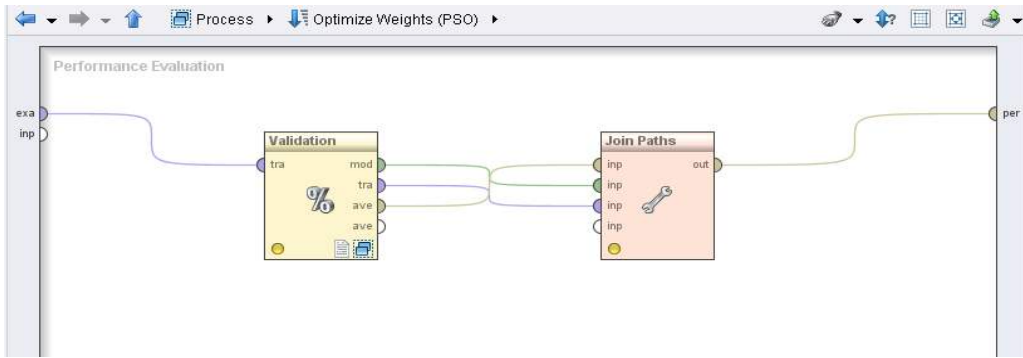 Process ▸ Optimize Weights (PSO) ▸
Performance Evaluation
exa
inp
Validation
tra
mod
tra
ave
ave
%
Join Paths
inp
out
inp
inp
inp
per